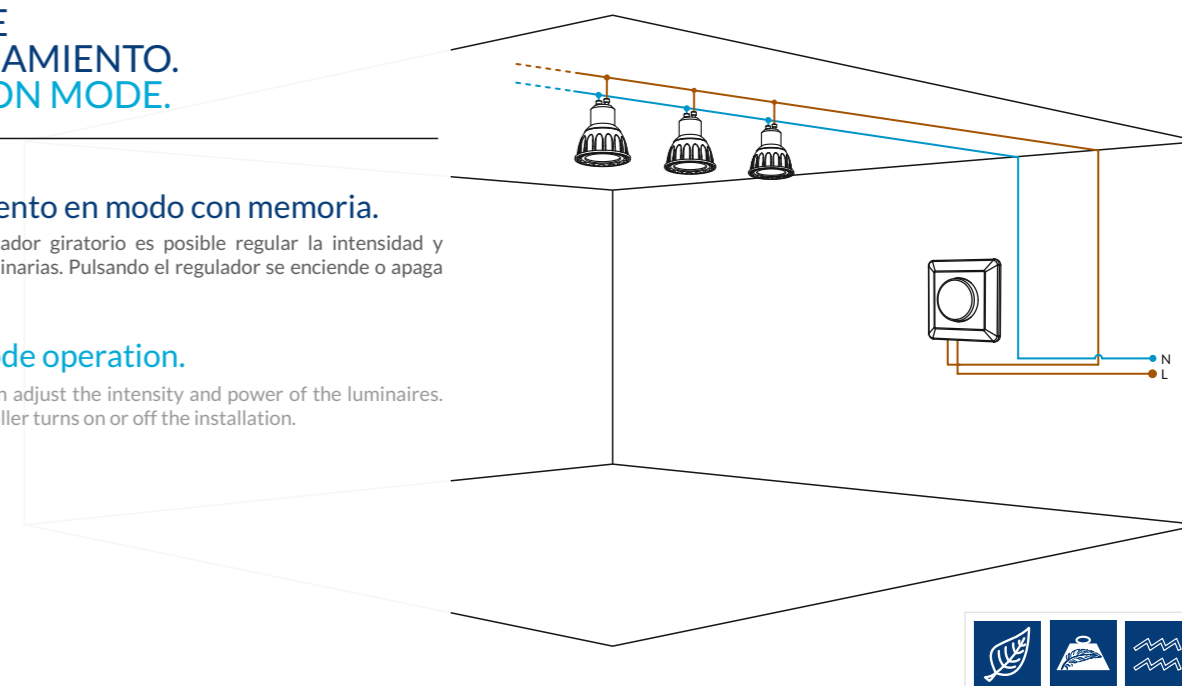 E
AMIENTO.
ON MODE.
ento en modo con memoria.
ador giratorio es posible regular la intensidad y
inarias. Pulsando el regulador se enciende o apaga
de operation.
n adjust the intensity and power of the luminaires.
ller turns on or off the installation.
N
L